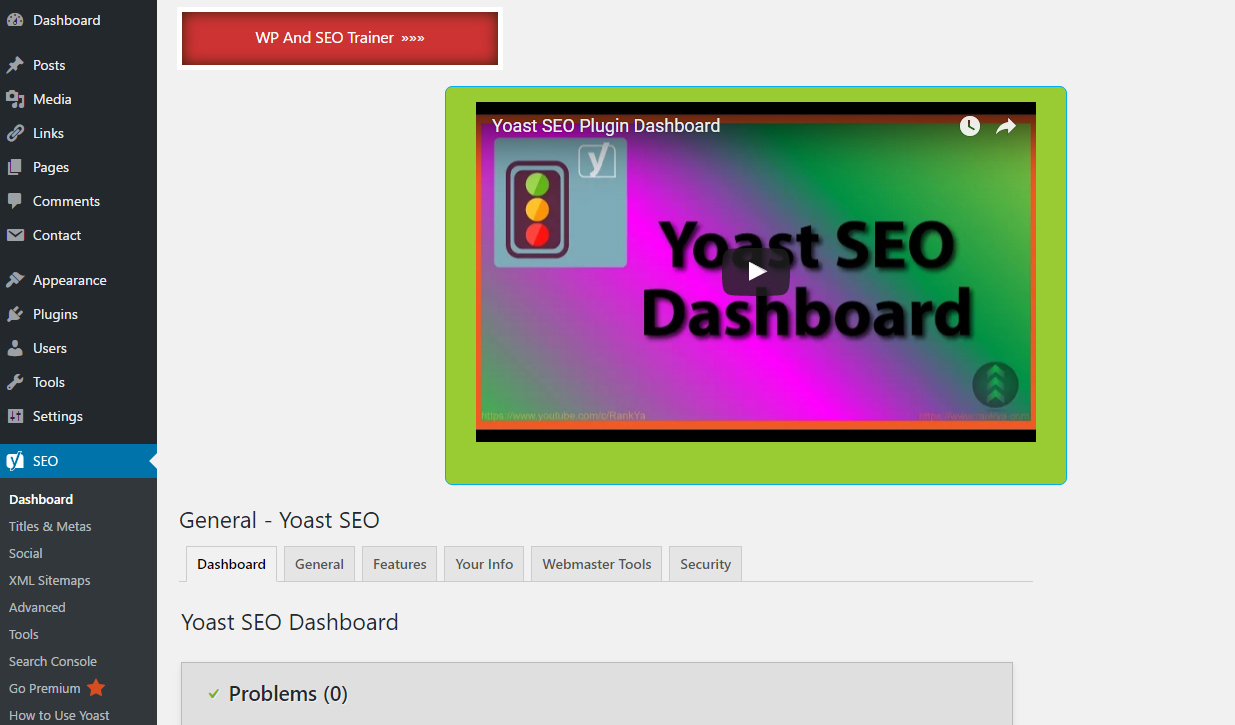 Dashboard
Posts
Media
Links
Pages
Comments
Contact
Appearance
Plugins
Users
Tools
Settings
SEO
Dashboard
Titles & Metas
Social
XML Sitemaps
Advanced
Tools
Search Console
Go Premium
How to Use Yoast
WP And SEO Trainer »»»
Yoast SEO Plugin Dashboard
Yoast SEO
Dashboard
https://www.youtube.com/c/RankYa
General - Yoast SEO
Dashboard General Features Your Info Webmaster Tools Security
Yoast SEO Dashboard
Problems (0)